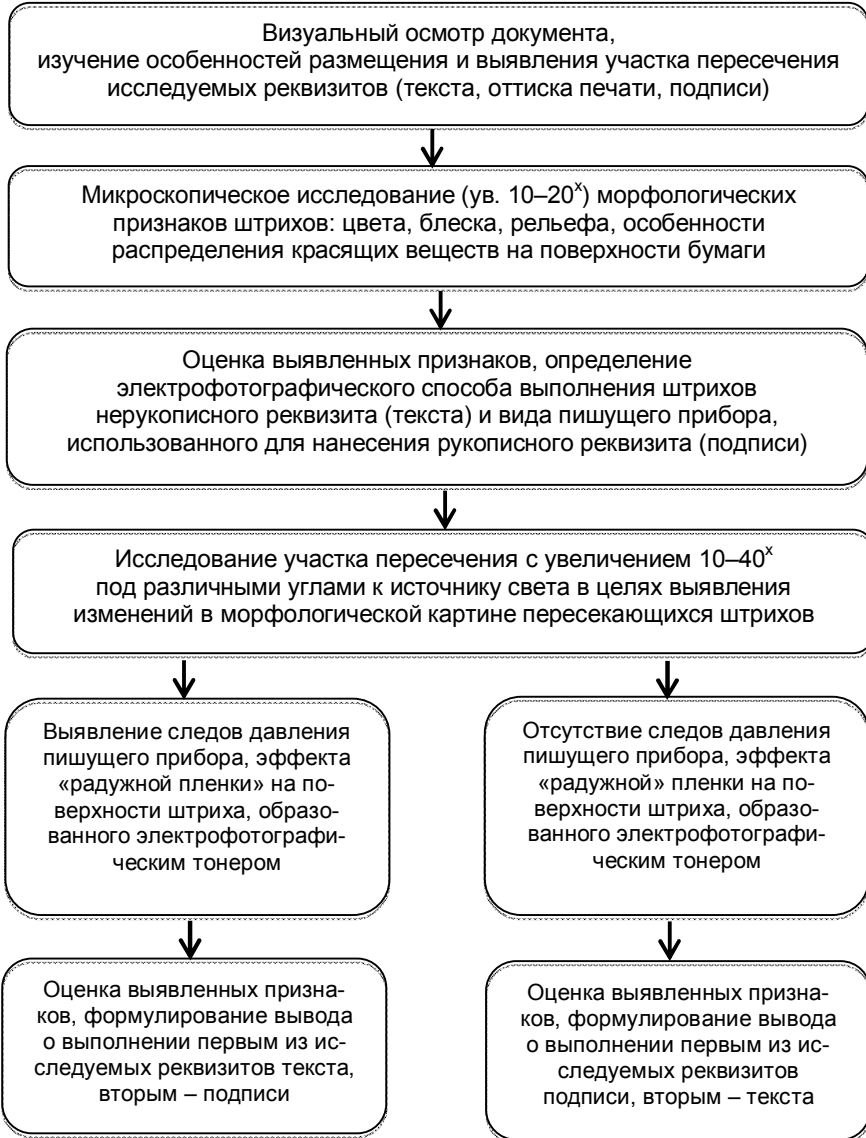 Визуальный осмотр документа,
изучение особенностей размещения и выявления участка пересечения
исследуемых реквизитов (текста, оттиска печати, подписи)
Микроскопическое исследование (ув. 10–20ˣ) морфологических
признаков штрихов: цвета, блеска, рельефа, особенности
распределения красящих веществ на поверхности бумаги
Оценка выявленных признаков, определение
электрофотографического способа выполнения штрихов
нерукописного реквизита (текста) и вида пишущего прибора,
использованного для нанесения рукописного реквизита (подписи)
Исследование участка пересечения с увеличением 10–40ˣ
под различными углами к источнику света в целях выявления
изменений в морфологической картине пересекающихся штрихов
Выявление следов давления
пишущего прибора, эффекта
«радужной пленки» на по-
верхности штриха, образо-
ванного электрофотографи-
ческим тонером
Отсутствие следов давления
пишущего прибора, эффекта
«радужной» пленки на по-
верхности штриха, образо-
ванного электрофотографи-
ческим тонером
Оценка выявленных призна-
ков, формулирование вывода
о выполнении первым из ис-
следуемых реквизитов текста,
вторым – подписи
Оценка выявленных призна-
ков, формулирование вывода
о выполнении первым из ис-
следуемых реквизитов
подписи, вторым – текста